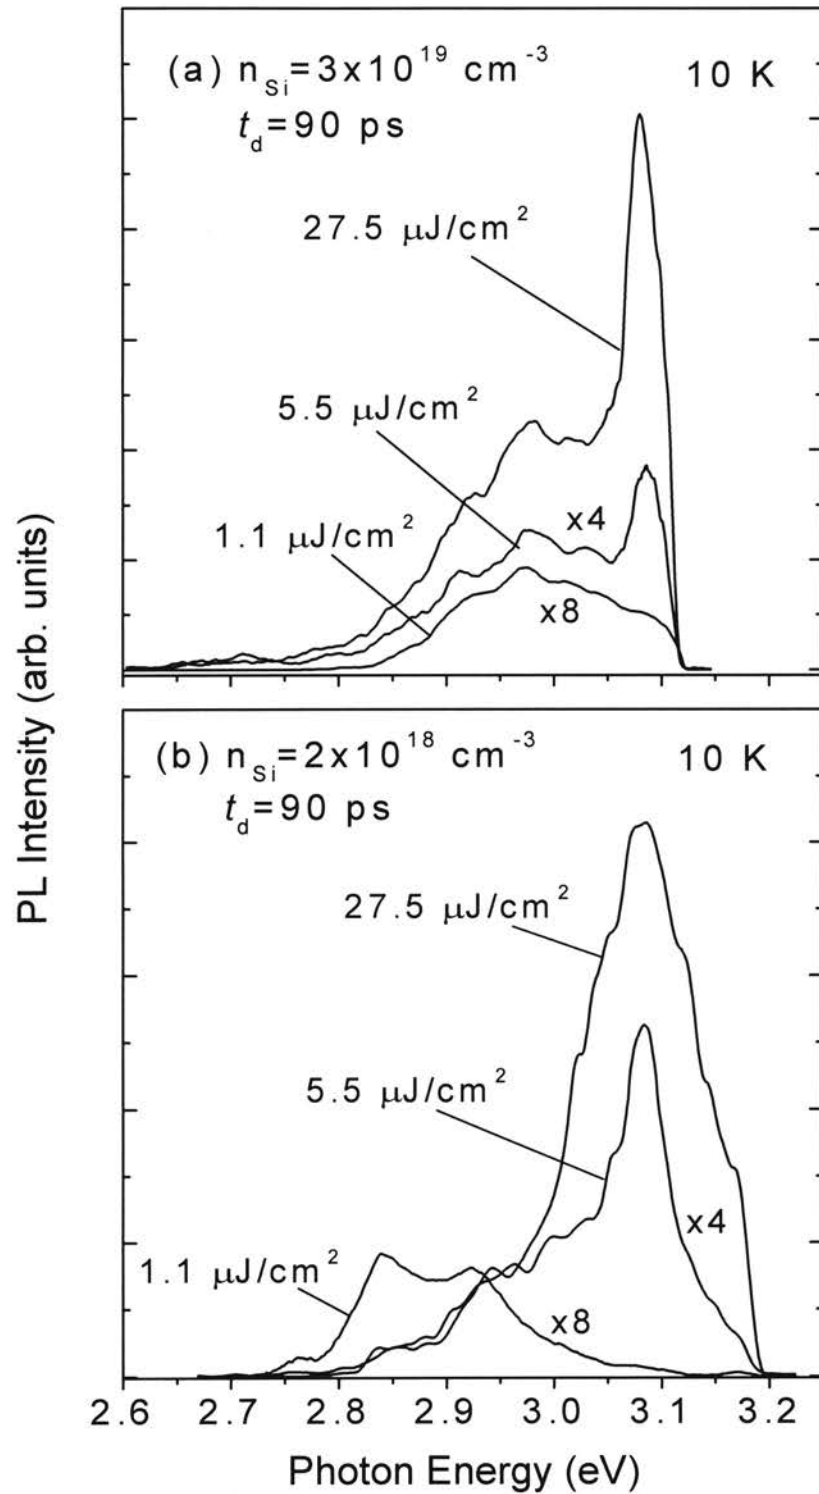 (a) n_Si=3x10^19 cm^-3 10 K
t_d=90 ps
27.5 μJ/cm^2
5.5 μJ/cm^2
x4
1.1 μJ/cm^2
x8
(b) n_Si=2x10^18 cm^-3 10 K
t_d=90 ps
27.5 μJ/cm^2
5.5 μJ/cm^2
x4
1.1 μJ/cm^2
x8
2.6 2.7 2.8 2.9 3.0 3.1 3.2
Photon Energy (eV)
PL Intensity (arb. units)